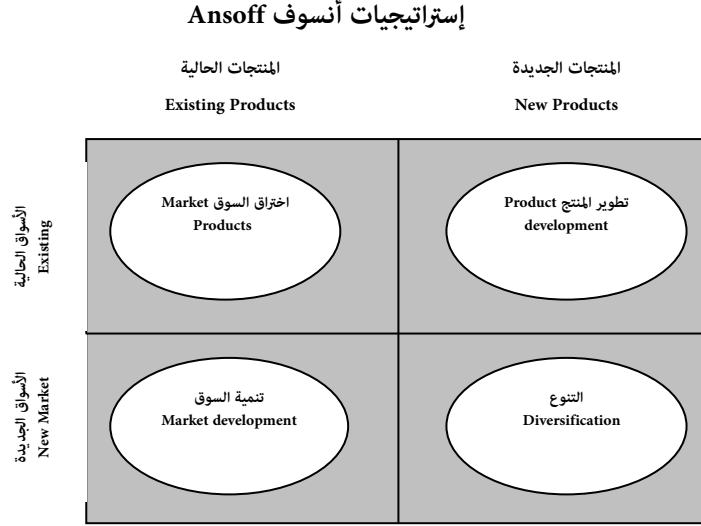 إستراتيجيات أنسوف Ansoff
المنتجات الحالية
Existing Products
المنتجات الجديدة
New Products
الأسواق الحالية
Existing
اختراق السوق Market
Products
تطوير المنتج Product
development
الأسواق الجديدة
New Market
تنمية السوق
Market development
التنوع
Diversification